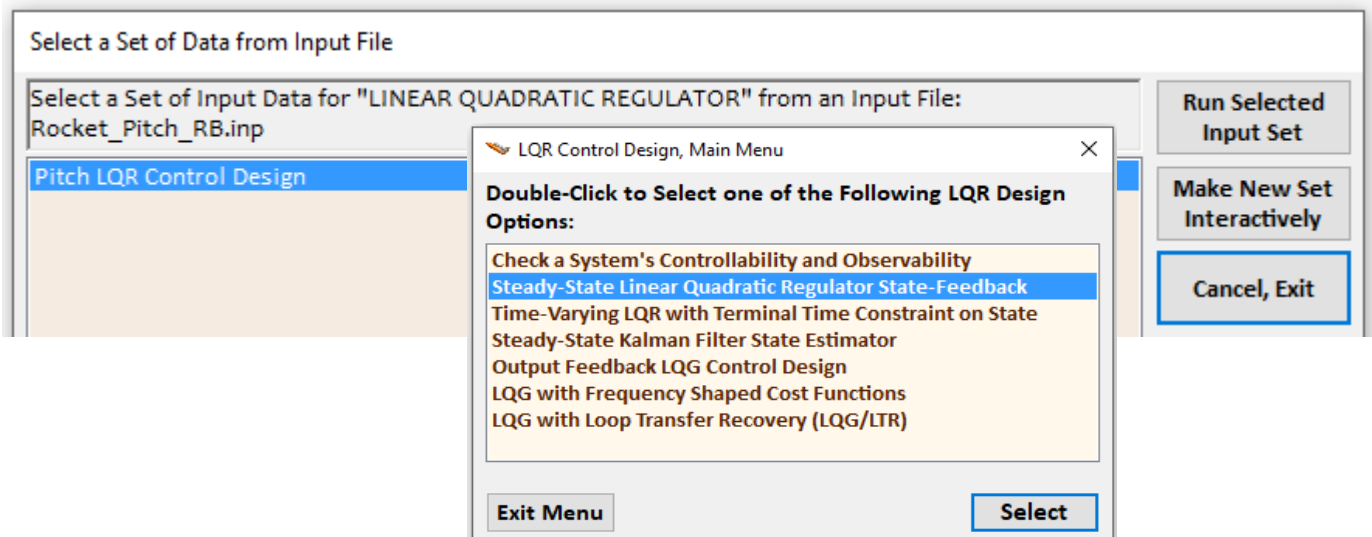 Select a Set of Data from Input File
Select a Set of Input Data for "LINEAR QUADRATIC REGULATOR" from an Input File:
Rocket_Pitch_RB.inp
Pitch LQR Control Design
Run Selected
Input Set
Make New Set
Interactively
Cancel, Exit
LQR Control Design, Main Menu
Double-Click to Select one of the Following LQR Design
Options:
Check a System's Controllability and Observability
Steady-State Linear Quadratic Regulator State-Feedback
Time-Varying LQR with Terminal Time Constraint on State
Steady-State Kalman Filter State Estimator
Output Feedback LQG Control Design
LQG with Frequency Shaped Cost Functions
LQG with Loop Transfer Recovery (LQG/LTR)
Exit Menu
Select